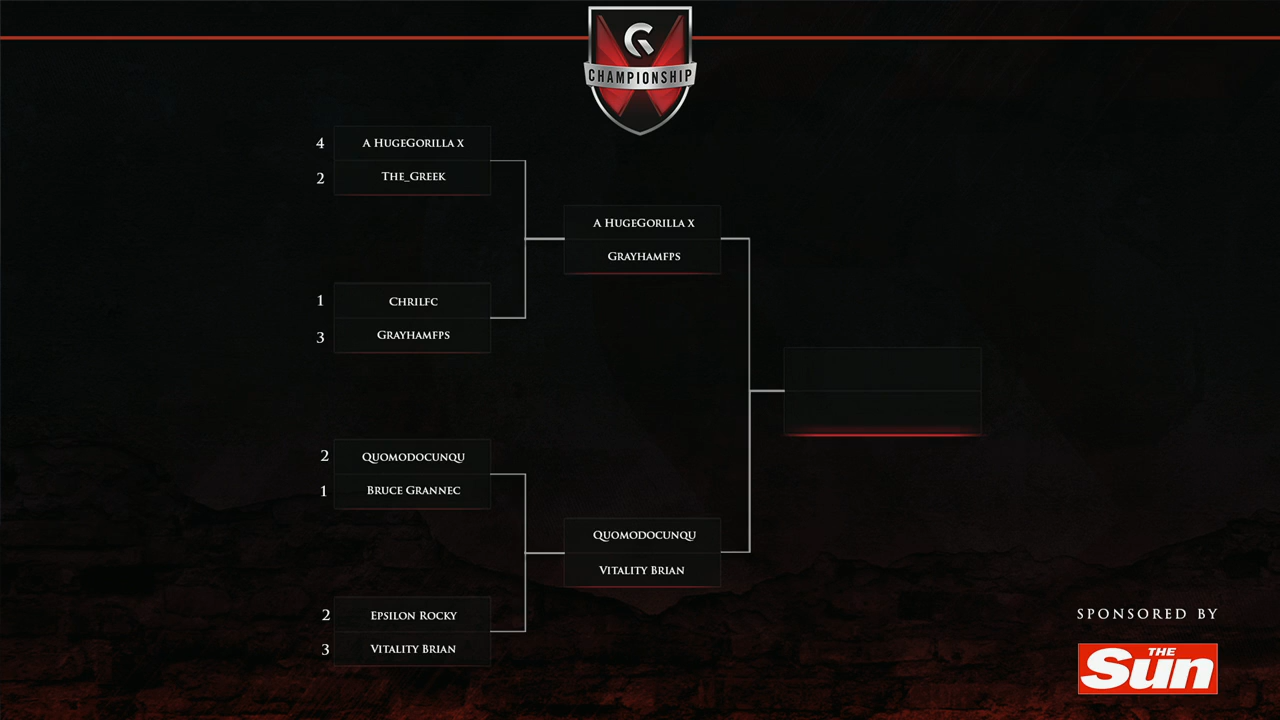 G
CHAMPIONSHIP
4 A HUGEGORILLA X
2 THE_GREEK
A HUGEGORILLA X
GRAYHAMFPS
1 CHRILFC
3 GRAYHAMFPS
2 QUOMODOCUNQU
1 BRUCE GRANNEC
QUOMODOCUNQU
VITALITY BRIAN
2 EPSILON ROCKY
3 VITALITY BRIAN
SPONSORED BY
THE
Sun